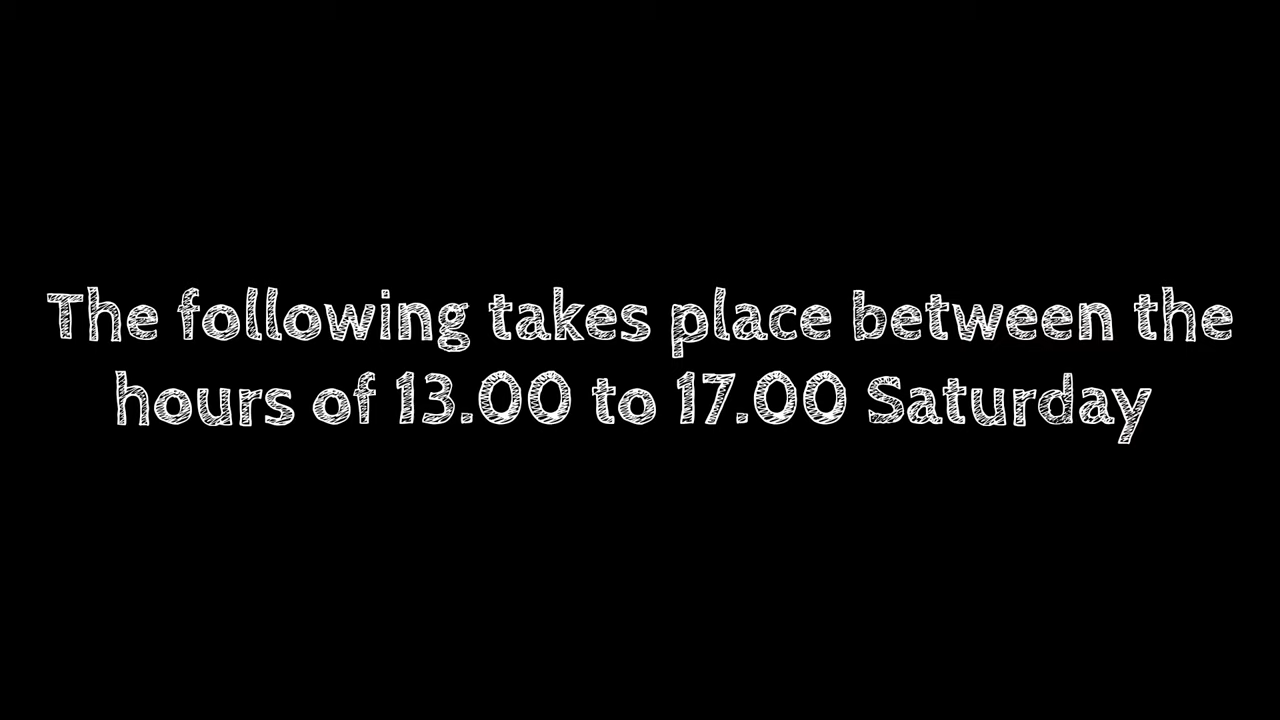 The following takes place between the
hours of 13.00 to 17.00 Saturday